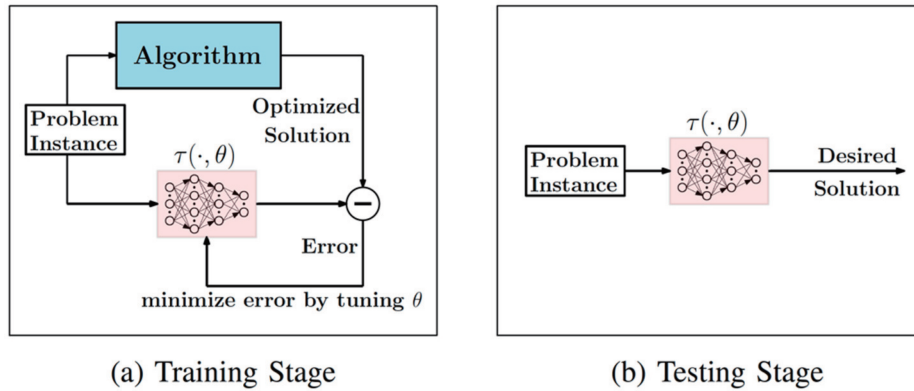 Algorithm
Problem
Instance
Optimized
Solution
τ(·, θ)
−
Error
minimize error by tuning θ
(a) Training Stage
τ(·, θ)
Problem
Instance
Desired
Solution
(b) Testing Stage